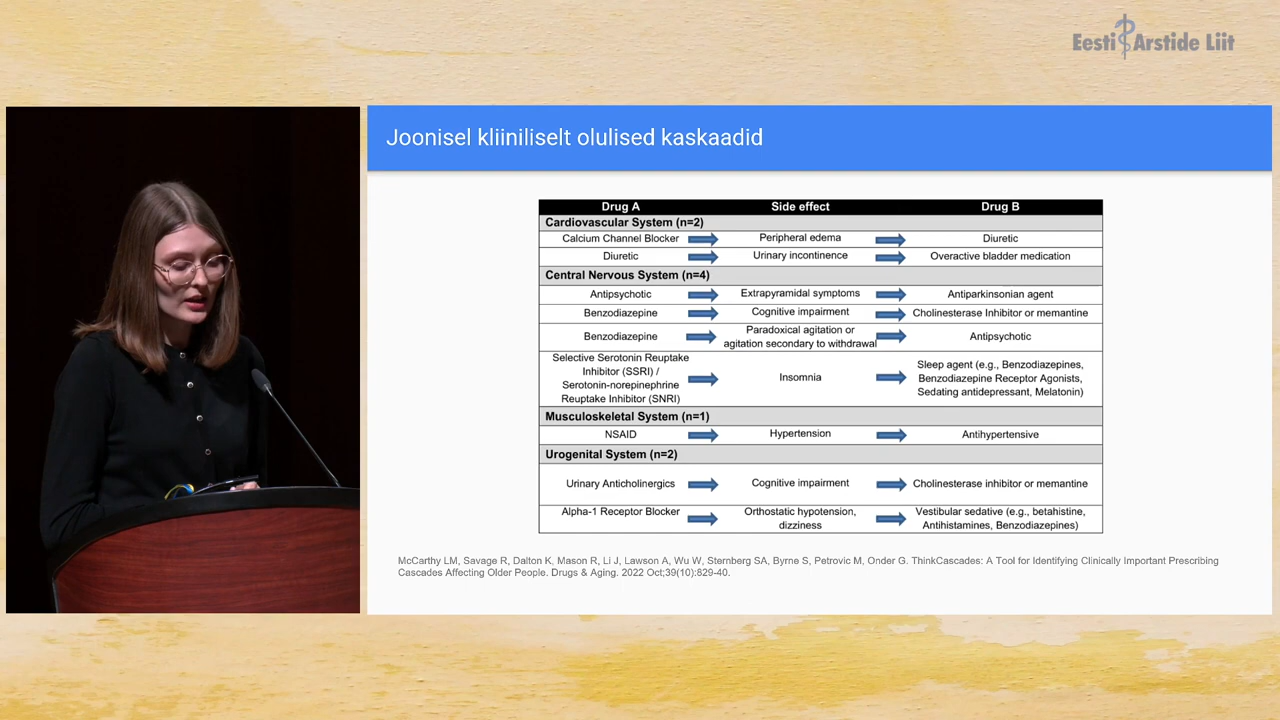 Eesti Arstide Liit
Joonisel kliiniliselt olulised kaskaadid
Drug A Side effect Drug B
Cardiovascular System (n=2)
Calcium Channel Blocker Peripheral edema Diuretic
Diuretic Urinary incontinence Overactive bladder medication
Central Nervous System (n=4)
Antipsychotic Extrapyramidal symptoms Antiparkinsonian agent
Benzodiazepine Cognitive impairment Cholinesterase Inhibitor or memantine
Benzodiazepine Paradoxical agitation or agitation secondary to withdrawal Antipsychotic
Selective Serotonin Reuptake
Inhibitor (SSRI) /
Serotonin-norepinephrine
Reuptake Inhibitor (SNRI)
Insomnia
Sleep agent (e.g., Benzodiazepines,
Benzodiazepine Receptor Agonists,
Sedating antidepressant, Melatonin)
Musculoskeletal System (n=1)
NSAID Hypertension Antihypertensive
Urogenital System (n=2)
Urinary Anticholinergics Cognitive impairment Cholinesterase inhibitor or memantine
Alpha-1 Receptor Blocker
Orthostatic hypotension,
dizziness
Vestibular sedative (e.g., betahistine,
Antihistamines, Benzodiazepines)
McCarthy LM, Savage R, Dalton K, Mason R, Li J, Lawson A, Wu W, Sternberg SA, Byrne S, Petrovic M, Onder G. ThinkCascades: A Tool for Identifying Clinically Important Prescribing
Cascades Affecting Older People. Drugs & Aging. 2022 Oct;39(10):829-40.